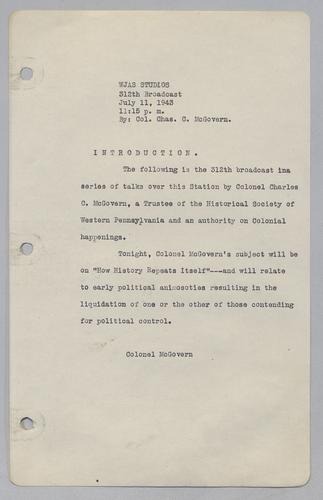 WJAS STUDIOS
312th Broadcast
July 11, 1943
11:15 p. m.
By: Col. Chas. C. McGovern.
I N T R O D U C T I O N .
The following is the 312th broadcast ina
series of talks over this Station by Colonel Charles
C. McGovern, a Trustee of the Historical Society of
Western Pennsylvania and an authority on Colonial
happenings.
Tonight, Colonel McGovern's subject will be
on "How History Repeats Itself"---and will relate
to early political animosoties resulting in the
liquidation of one or the other of those contending
for political control.
Colonel McGovern